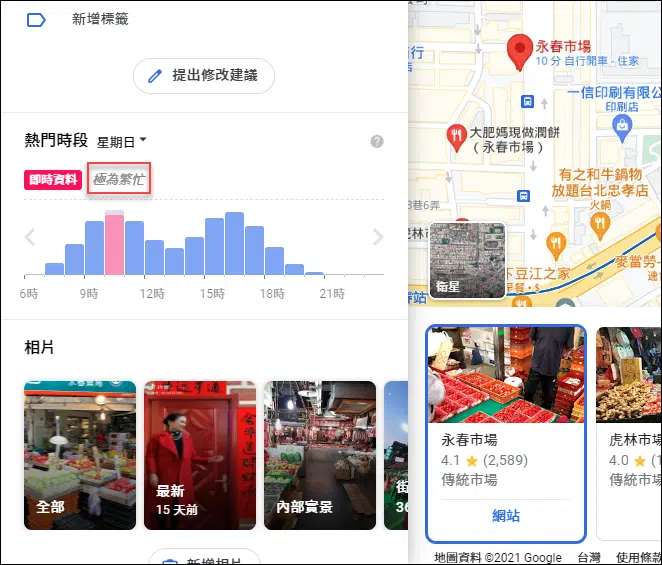 新增標籤
提出修改建議
熱門時段 星期日
即時資料 極為繁忙
6時 9時 12時 15時 18時 21時
相片
全部
最新
15 天前
內部實景
街
36
新增相片
永春市場
10 分 自行開車 - 住家
一信印刷有限公
印刷店
大肥媽現做潤餅
（永春市場）
有之和牛鍋物
放題台北忠孝店
火鍋
虎林市
衛星
下豆江之家
早餐・$
麥當勞
永春市場
4.1 (2,589)
傳統市場
網站
虎林市
4.0 (1
傳統市
地圖資料 ©2021 Google 台灣 使用條款